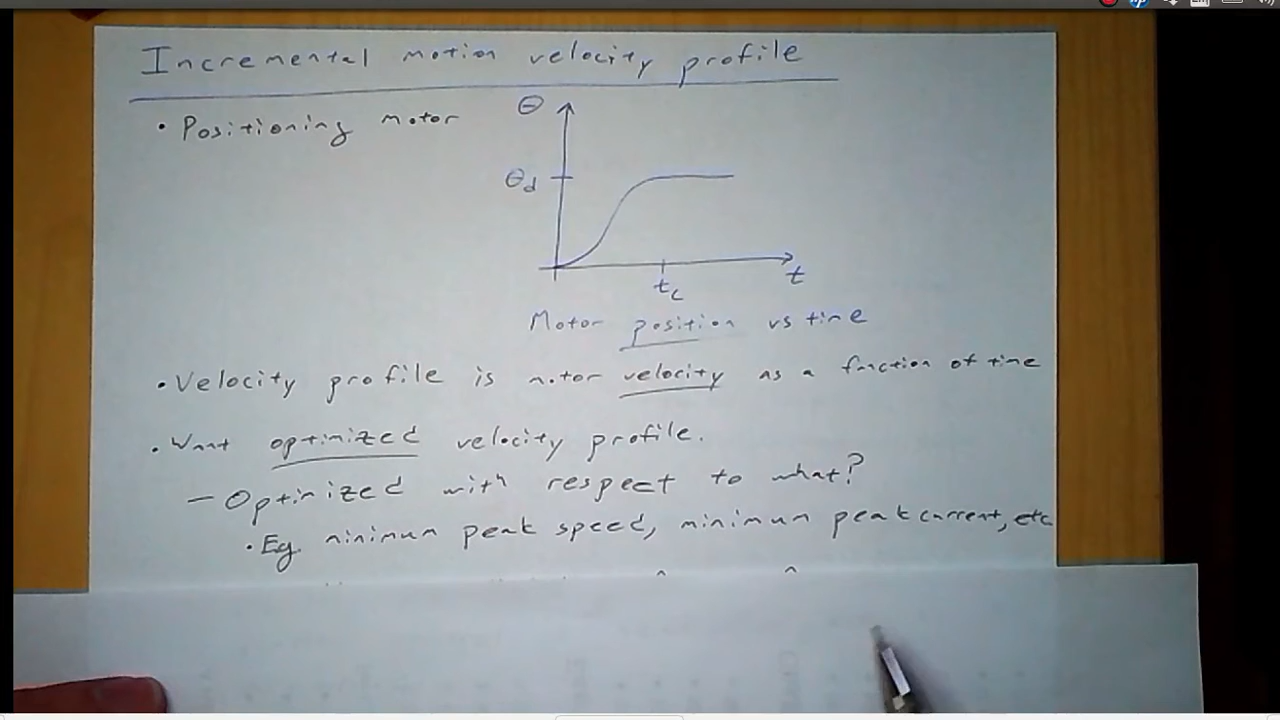 Incremental motion velocity profile
• Positioning motor
Θ
Θd
tc
t
Motor position vs time
• Velocity profile is motor velocity as a function of time
• Want optimized velocity profile.
— Optimized with respect to what?
• Eg. minimum peak speed, minimum peak current, etc